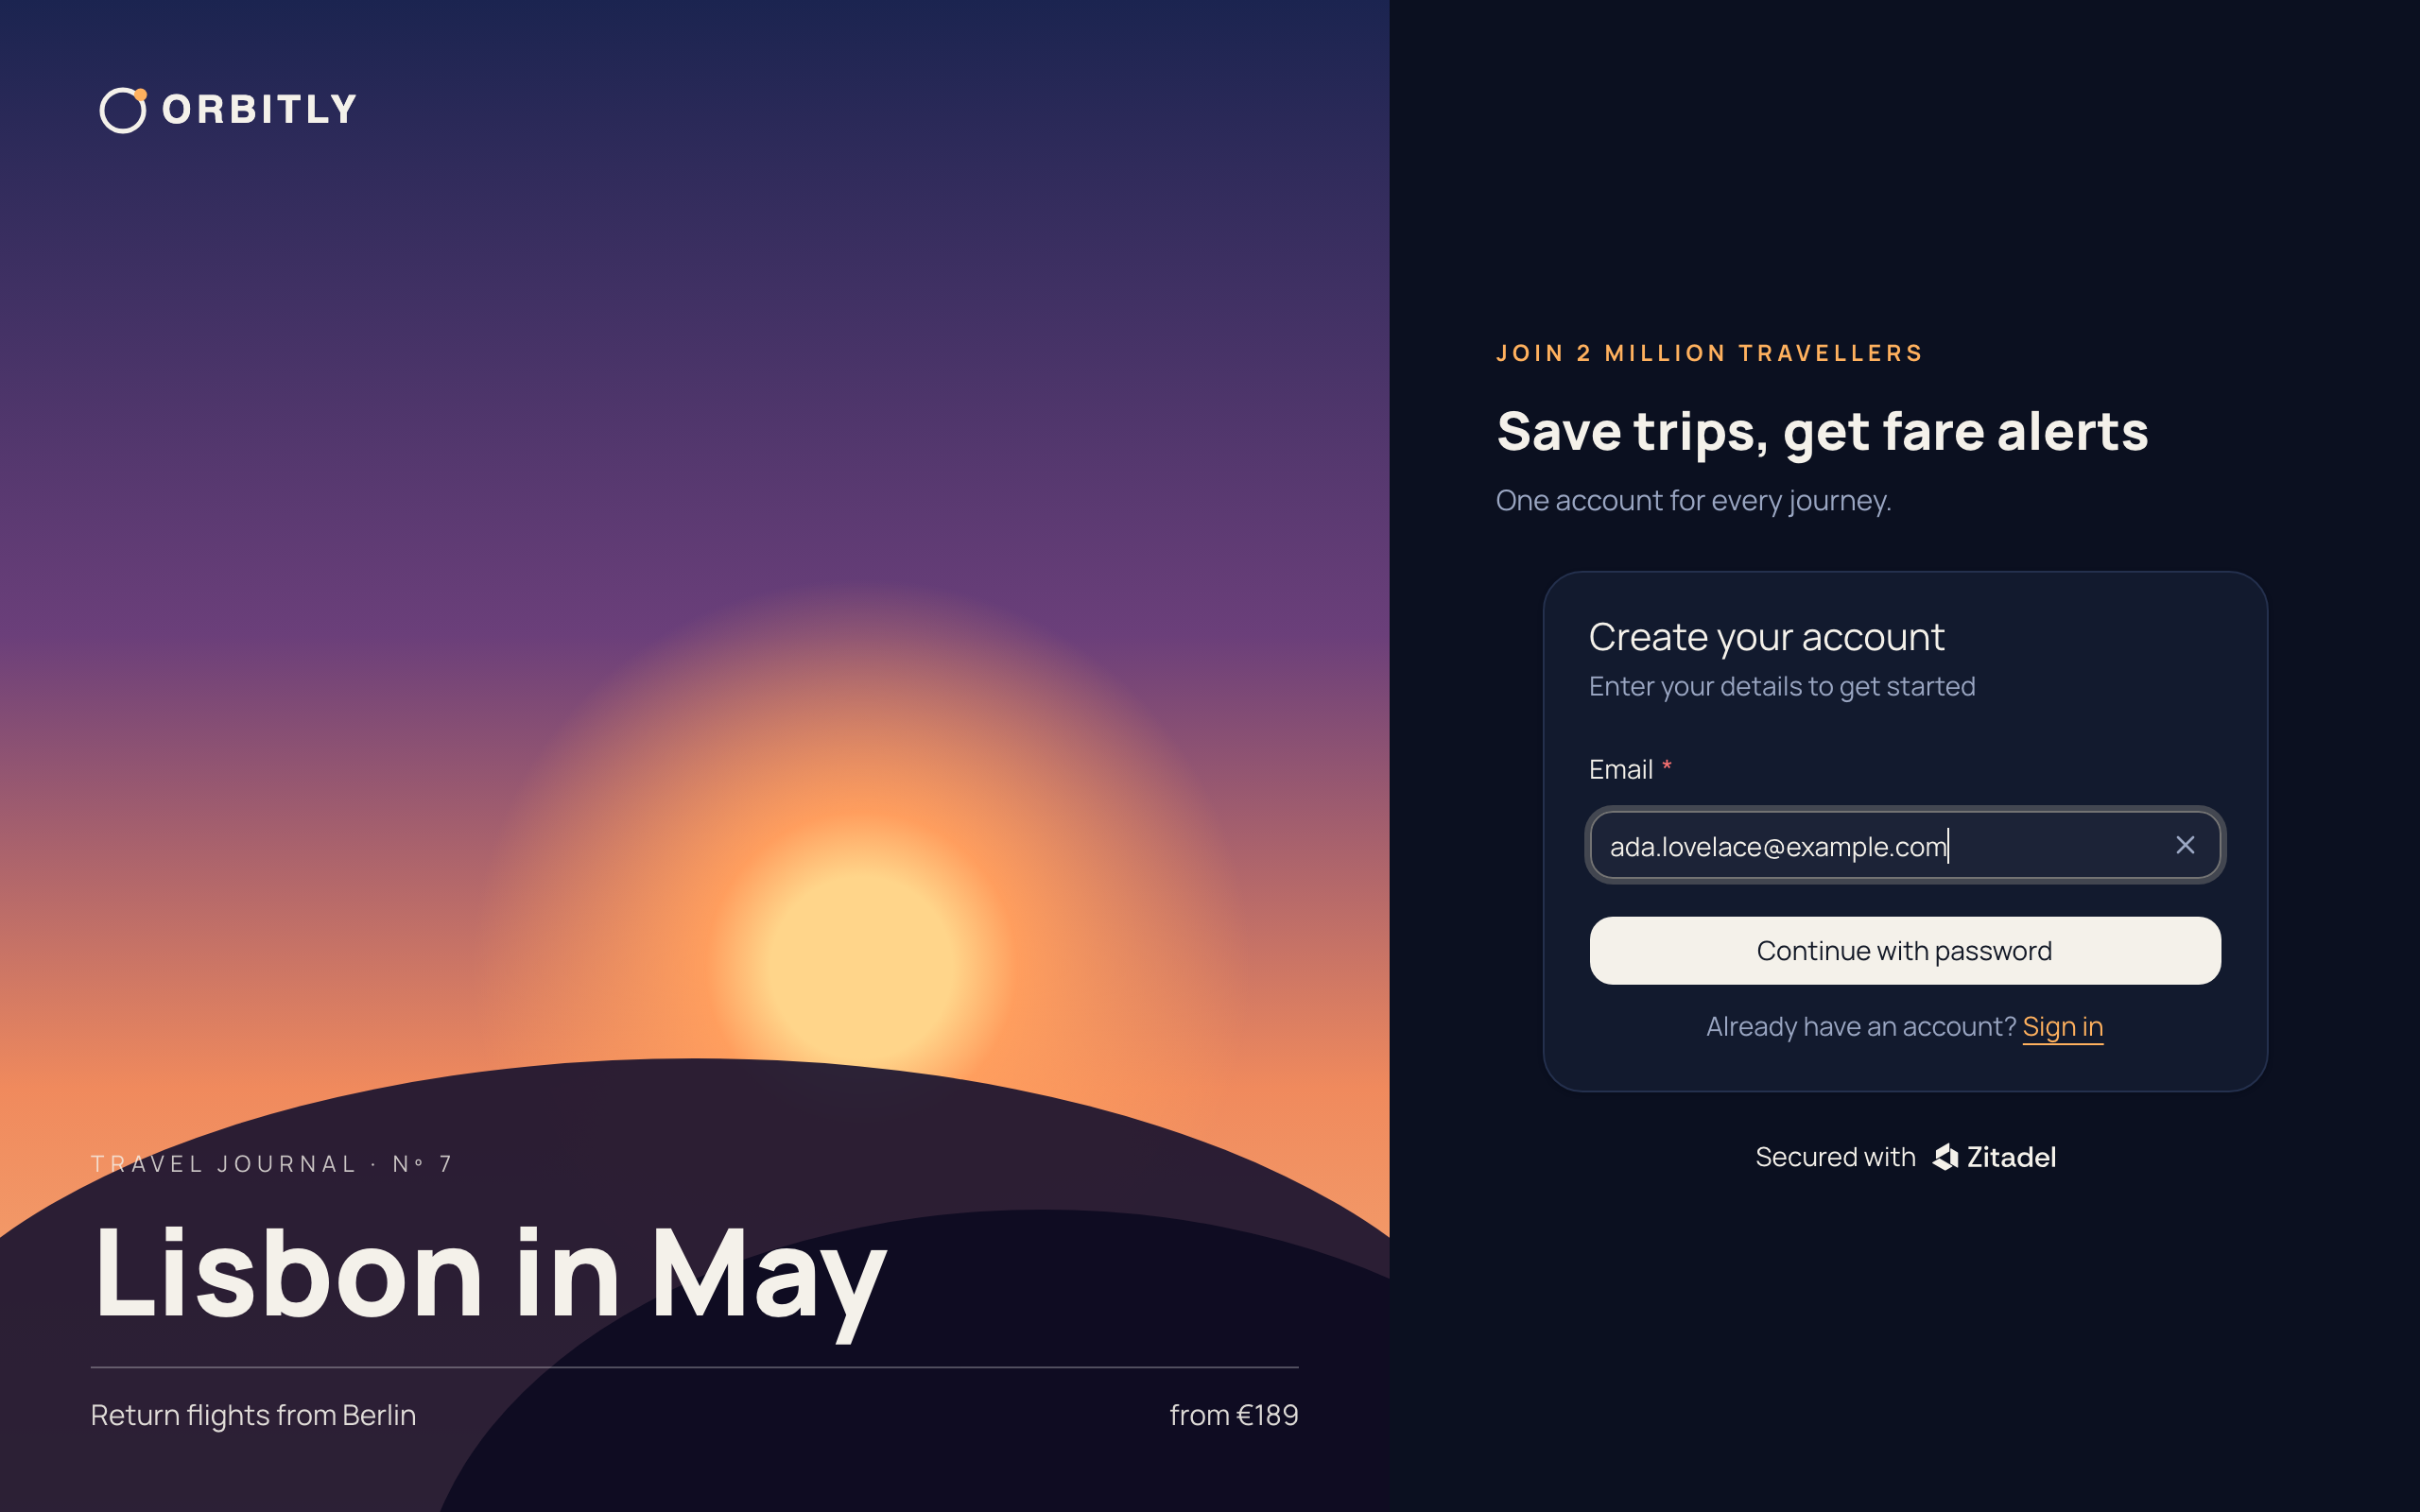 ORBITLY
TRAVEL JOURNAL · Nº 7
Lisbon in May
Return flights from Berlin
from €189
JOIN 2 MILLION TRAVELLERS
Save trips, get fare alerts
One account for every journey.
Create your account
Enter your details to get started
Email *
ada.lovelace@example.com
Continue with password
Already have an account? Sign in
Secured with Zitadel